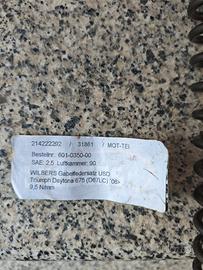 214222202 / 31861 / MOT-TEI
Bestellnr.: 601-0350-00
SAE: 2.5 Luftkammer: 90
WILBERS Gabelfedersatz USD
Triumph Daytona 675 (D67LC) '06>
9,5 N/mm